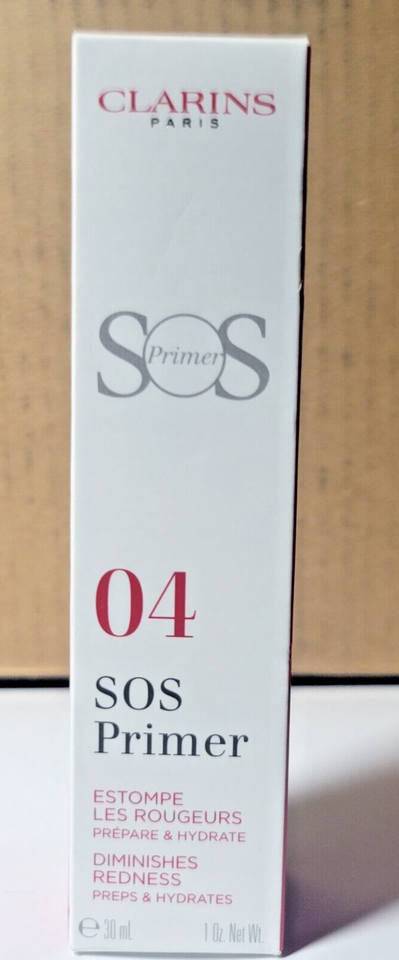 CLARINS
PARIS
SOS
Primer
04
SOS
Primer
ESTOMPE
LES ROUGEURS
PRÉPARE & HYDRATE
DIMINISHES
REDNESS
PREPS & HYDRATES
℮ 30 mL 1 Oz. Net Wt.